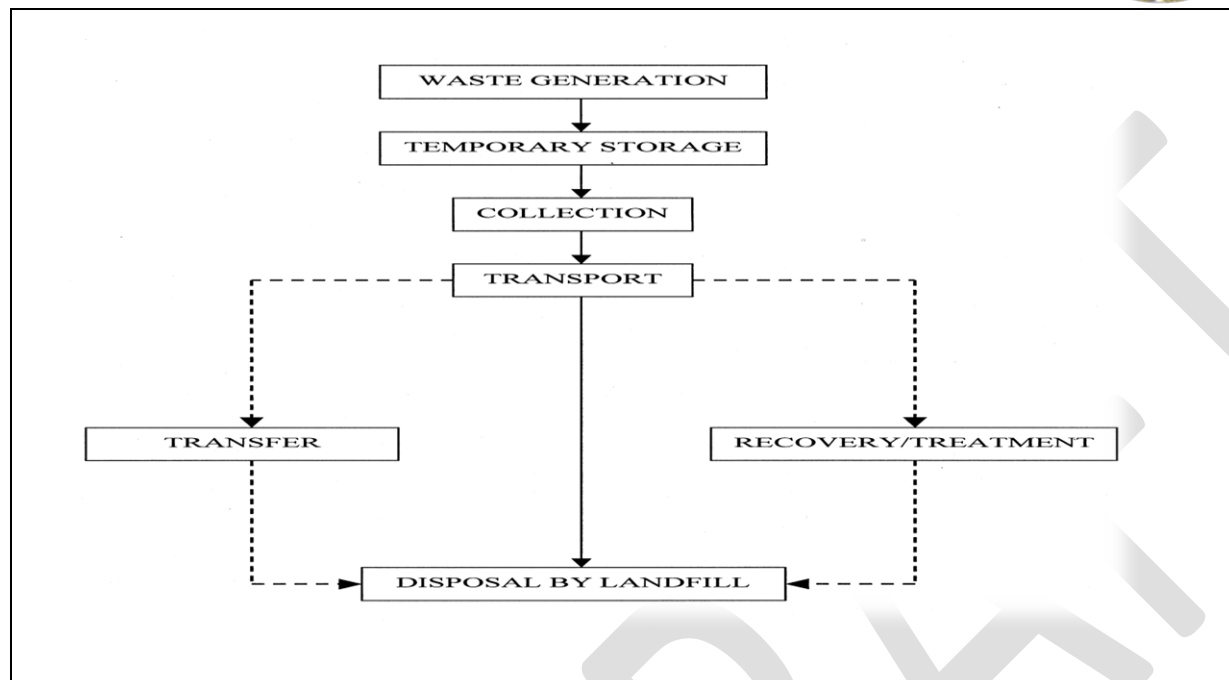 WASTE GENERATION
TEMPORARY STORAGE
COLLECTION
TRANSPORT
TRANSFER
RECOVERY/TREATMENT
DISPOSAL BY LANDFILL